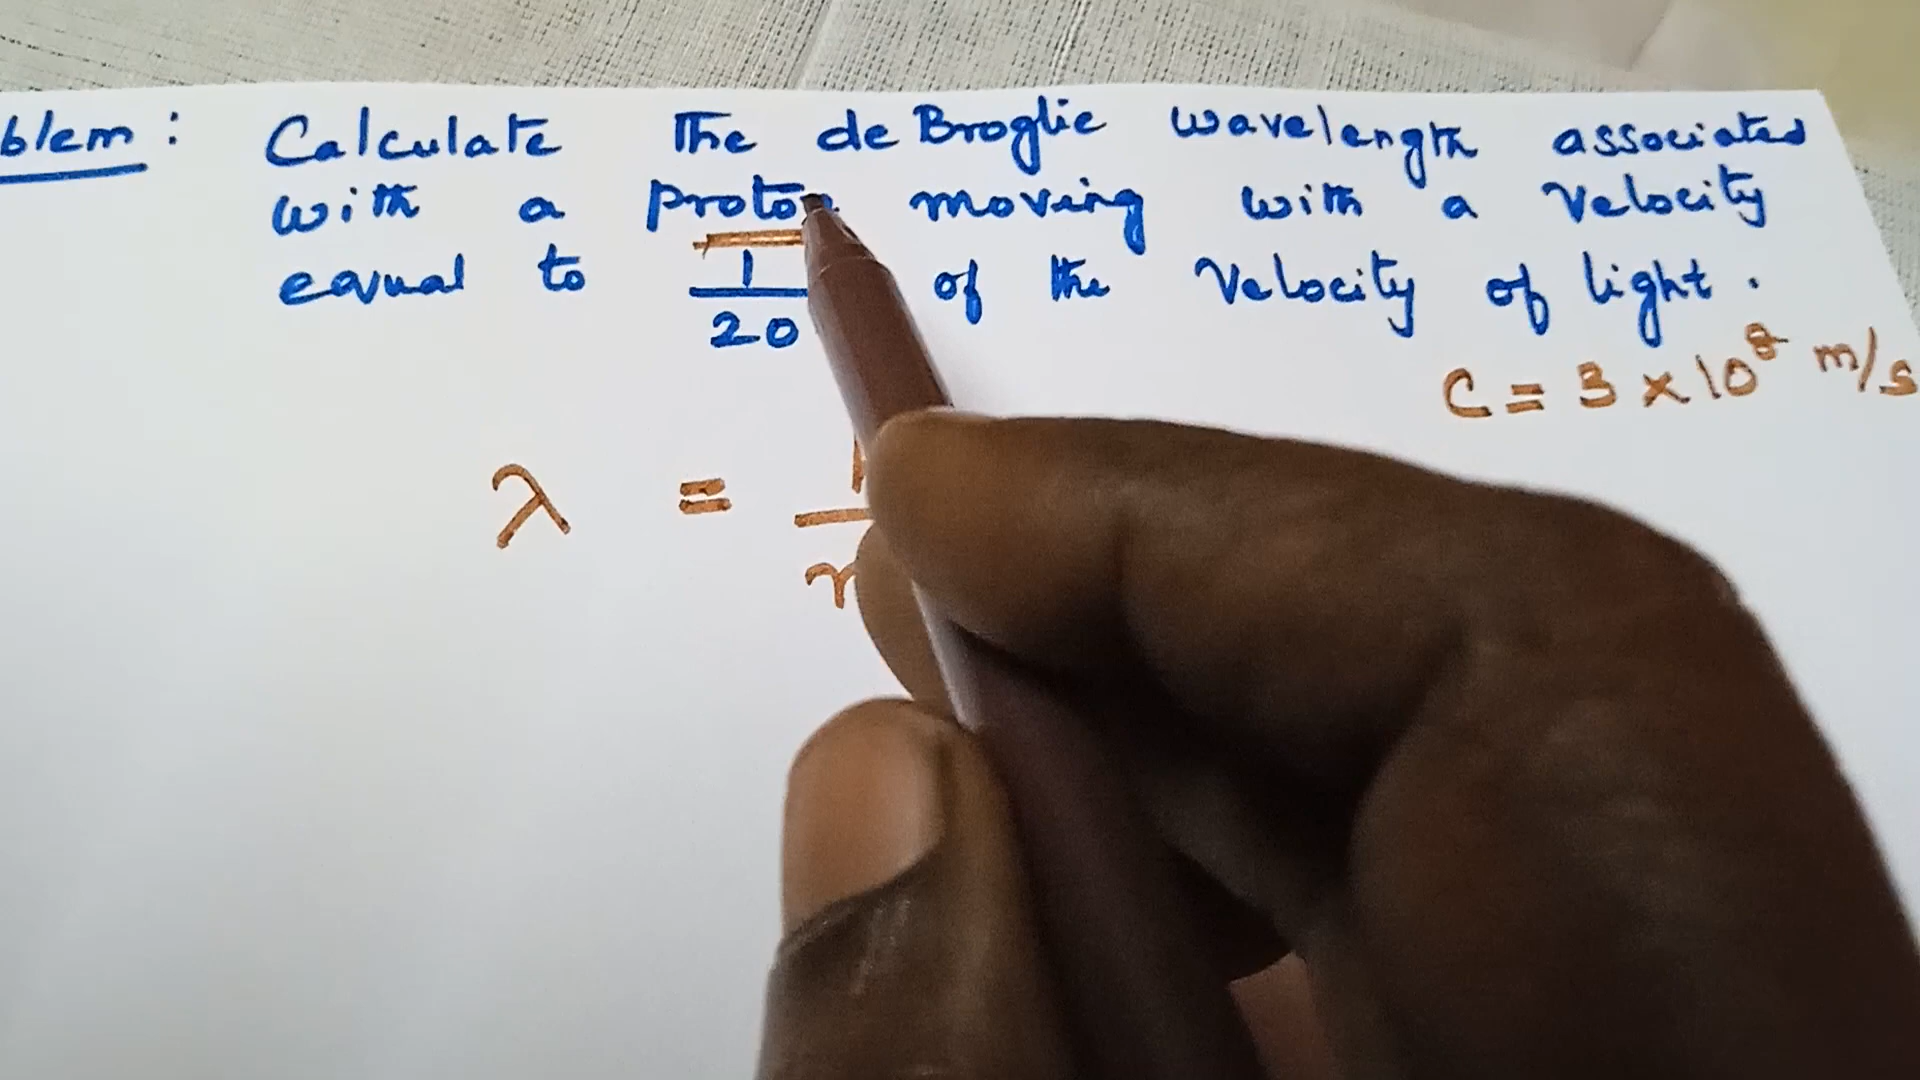 blem : Calculate the de Broglie wavelength associated
with a proton moving with a velocity
equal to 1/20 of the velocity of light.
C = 3 × 10⁸ m/s
λ =